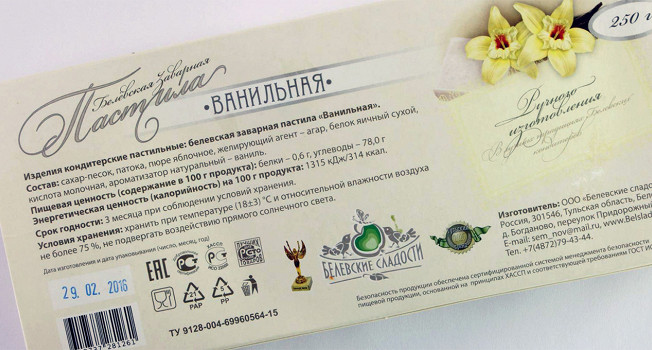 Белевская заварная
Пастила
·ВАНИЛЬНАЯ·
250 г
Ручного
изготовления
Изделия кондитерские пастильные: белевская заварная пастила «Ванильная».
Состав: сахар-песок, патока, пюре яблочное, желирующий агент – агар, белок яичный сухой,
кислота молочная, ароматизатор натуральный – ваниль.
Пищевая ценность (содержание в 100 г продукта): белки – 0,6 г, углеводы – 78,0 г
Энергетическая ценность (калорийность) на 100 г продукта: 1315 кДж/314 ккал.
Срок годности: 3 месяца при соблюдении условий хранения.
Условия хранения: хранить при температуре (18±3) °С и относительной влажности воздуха
не более 75 %, не подвергать воздействию прямого солнечного света.
Дата изготовления и дата упаковывания (число, месяц, год):
29. 02. 2016
EAC
РСТ
21
PAP
5
PP
БЕЛЕВСКИЕ СЛАДОСТИ
ТУ 9128-004-69960564-15
Изготовитель: ООО «Белевские сладо
Россия, 301546, Тульская область, Беле
д. Богданово, переулок Придорожный
E-mail: sem_nov@mail.ru, www.Belslad
Тел.: +7(4872)79-43-44.
Безопасность продукции обеспечена сертифицированной системой менеджмента безопасности
пищевой продукции, основанной на принципах ХАССП и соответствующей требованиям ГОСТ ИС